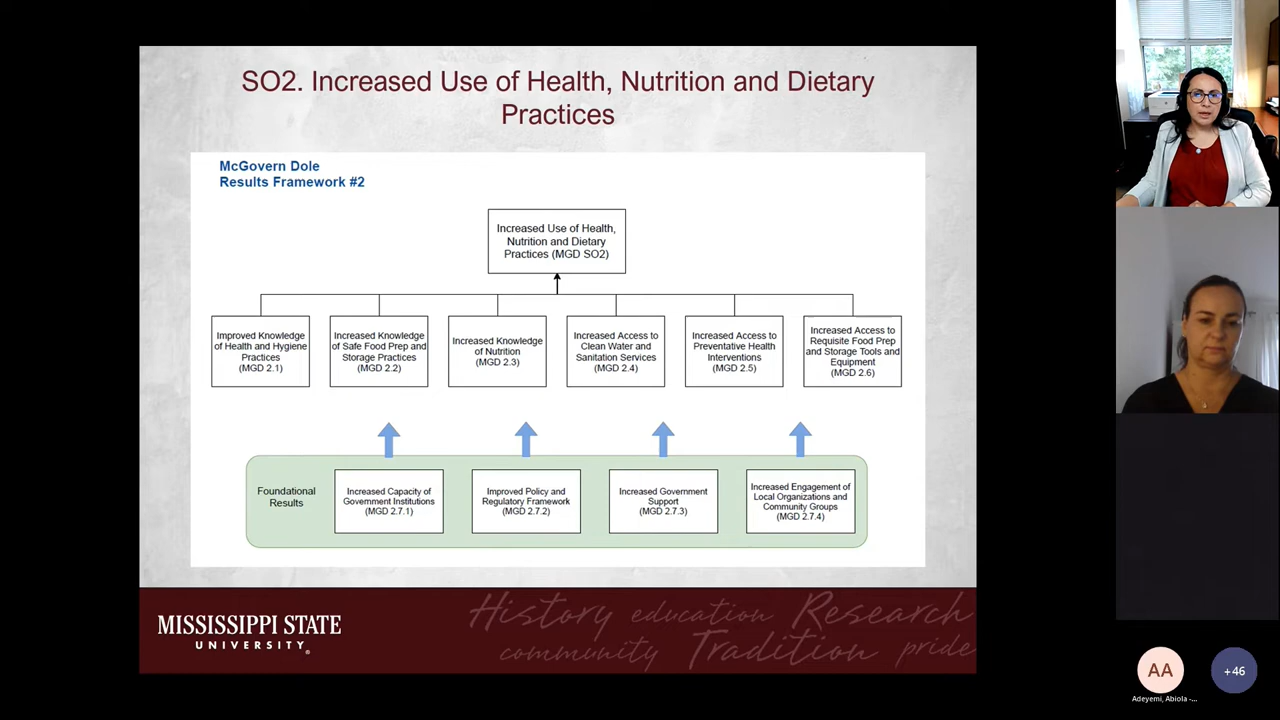 SO2. Increased Use of Health, Nutrition and Dietary
Practices
McGovern Dole
Results Framework #2
Increased Use of Health,
Nutrition and Dietary
Practices (MGD SO2)
Improved Knowledge
of Health and Hygiene
Practices
(MGD 2.1)
Increased Knowledge
of Safe Food Prep and
Storage Practices
(MGD 2.2)
Increased Knowledge
of Nutrition
(MGD 2.3)
Increased Access to
Clean Water and
Sanitation Services
(MGD 2.4)
Increased Access to
Preventative Health
Interventions
(MGD 2.5)
Increased Access to
Requisite Food Prep
and Storage Tools and
Equipment
(MGD 2.6)
Foundational
Results
Increased Capacity of
Government Institutions
(MGD 2.7.1)
Improved Policy and
Regulatory Framework
(MGD 2.7.2)
Increased Government
Support
(MGD 2.7.3)
Increased Engagement of
Local Organizations and
Community Groups
(MGD 2.7.4)
MISSISSIPPI STATE
UNIVERSITY®
History education Research
community Tradition pride
AA
+46
Adeyemi, Abiola -...